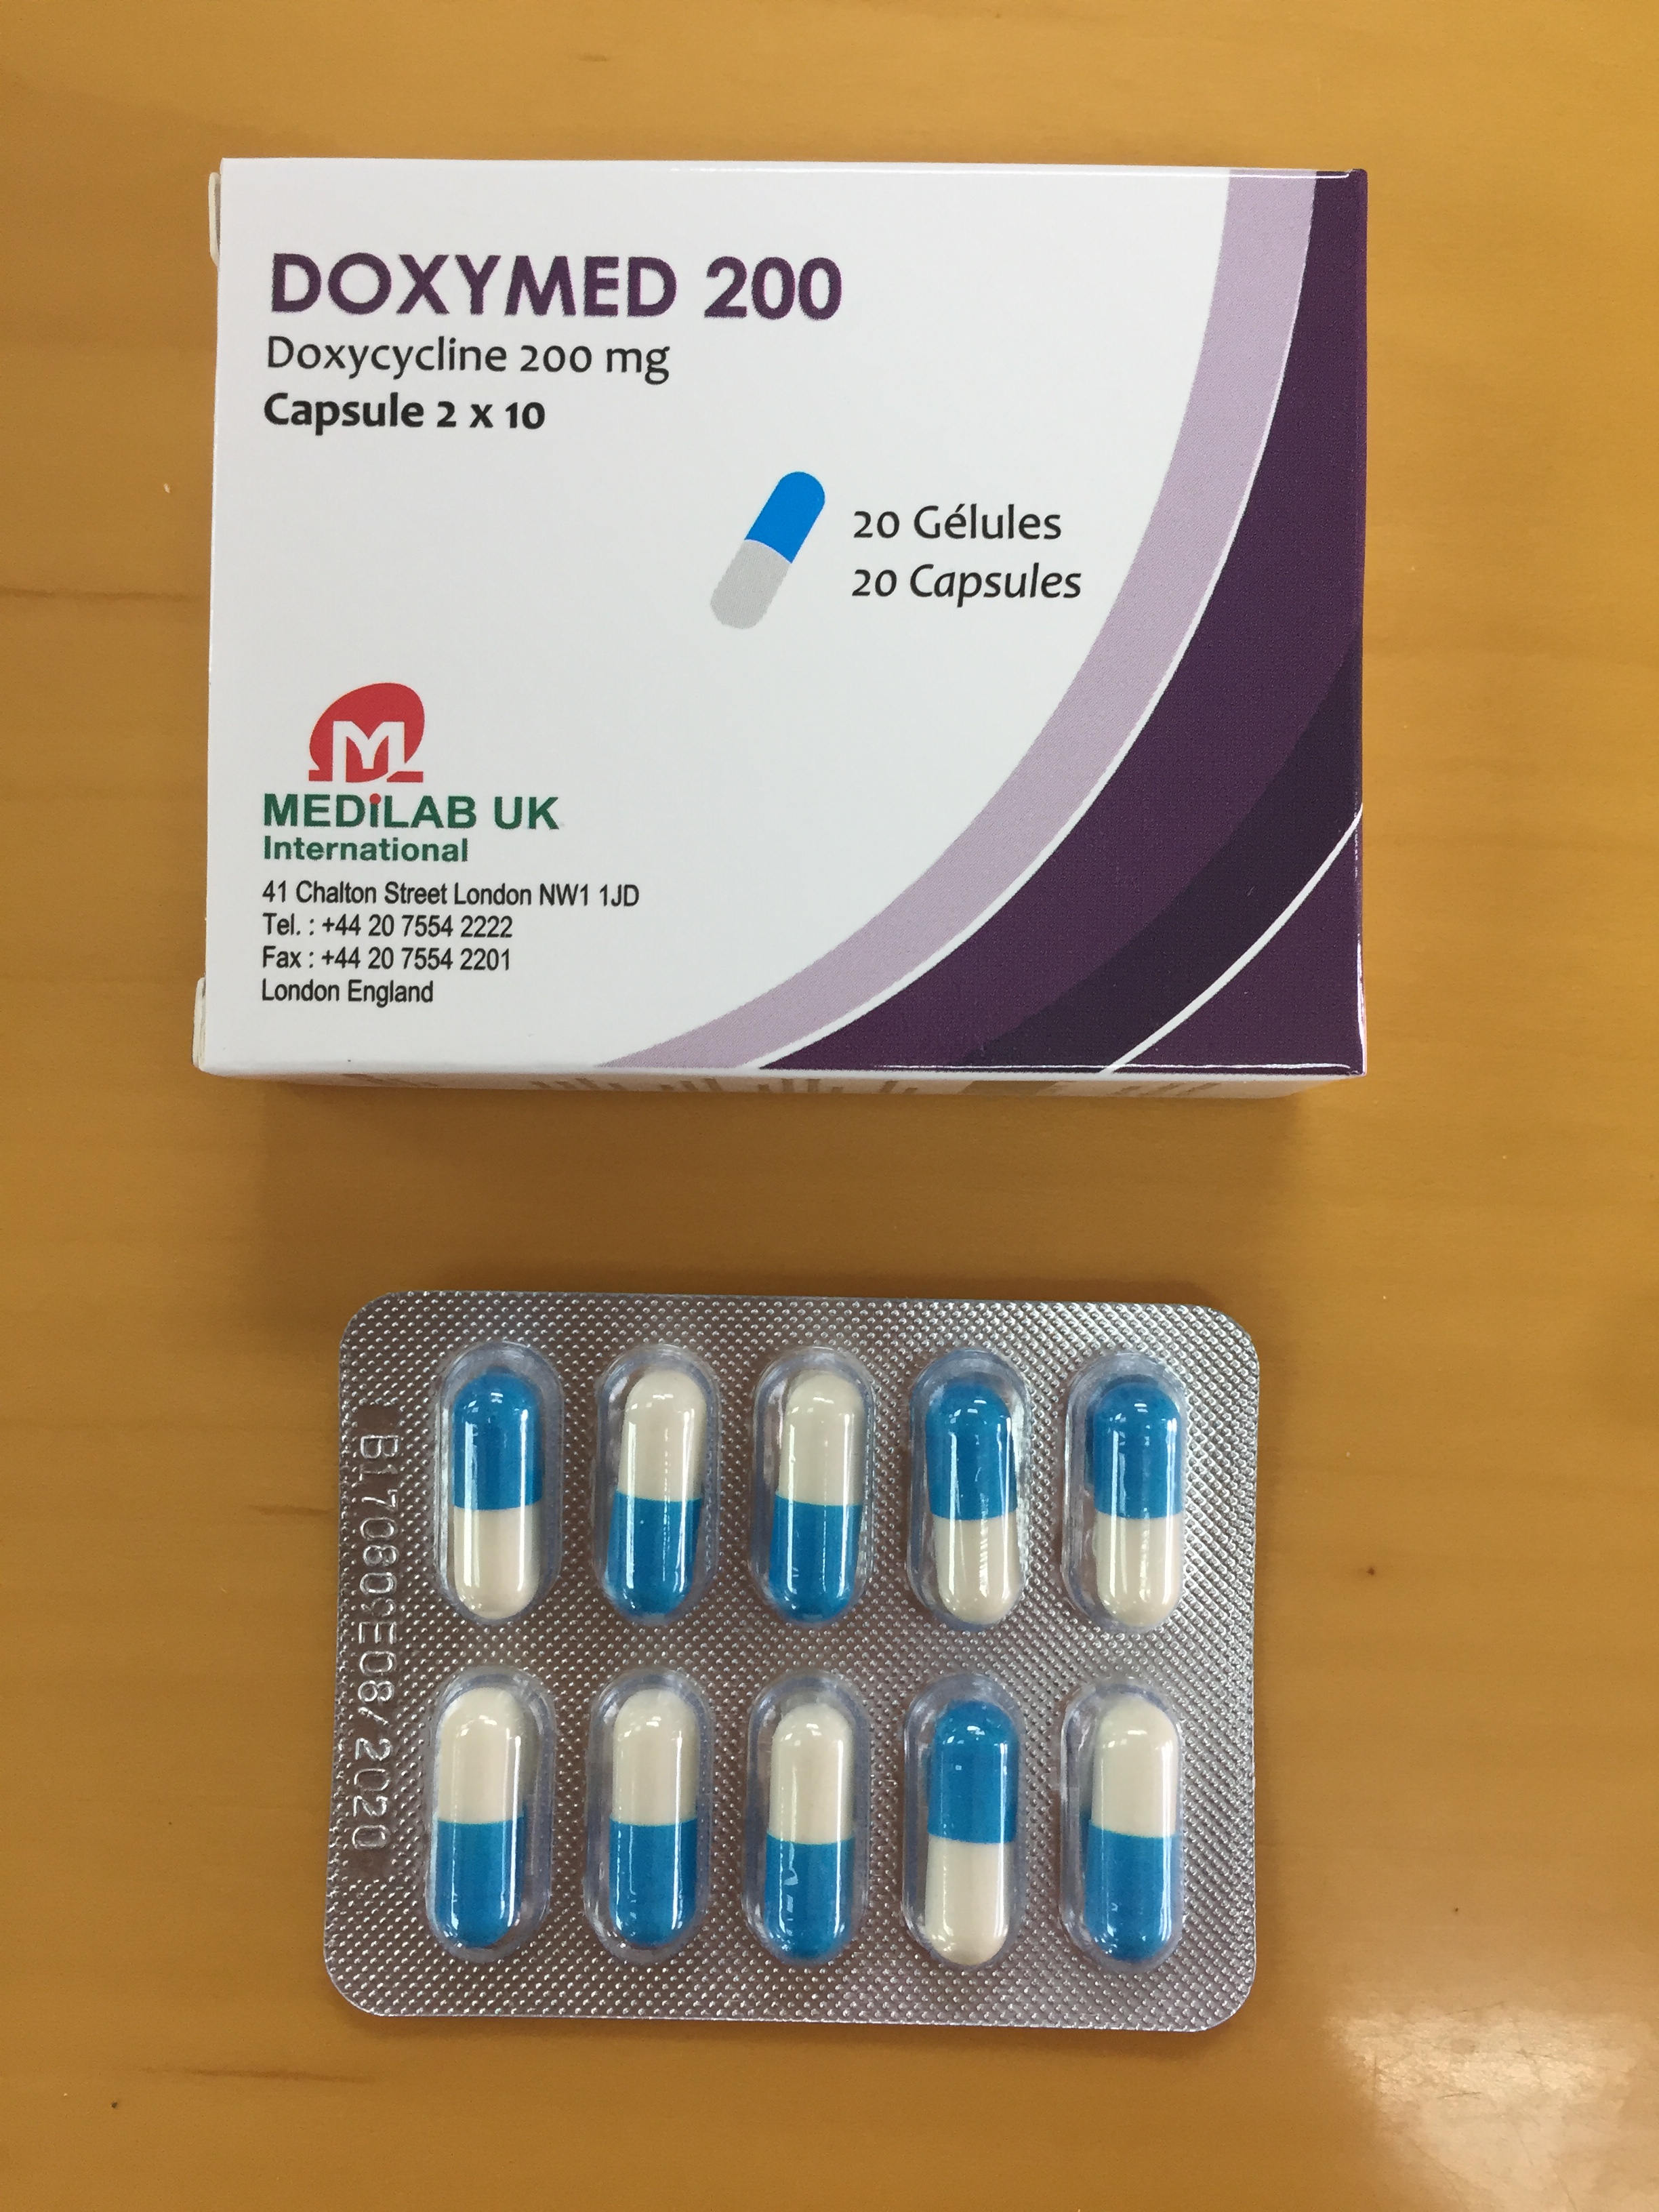 DOXYMED 200
Doxycycline 200 mg
Capsule 2 x 10
20 Gélules
20 Capsules
M
MEDiLAB UK
International
41 Chalton Street London NW1 1JD
Tel. : +44 20 7554 2222
Fax : +44 20 7554 2201
London England
E08/2020